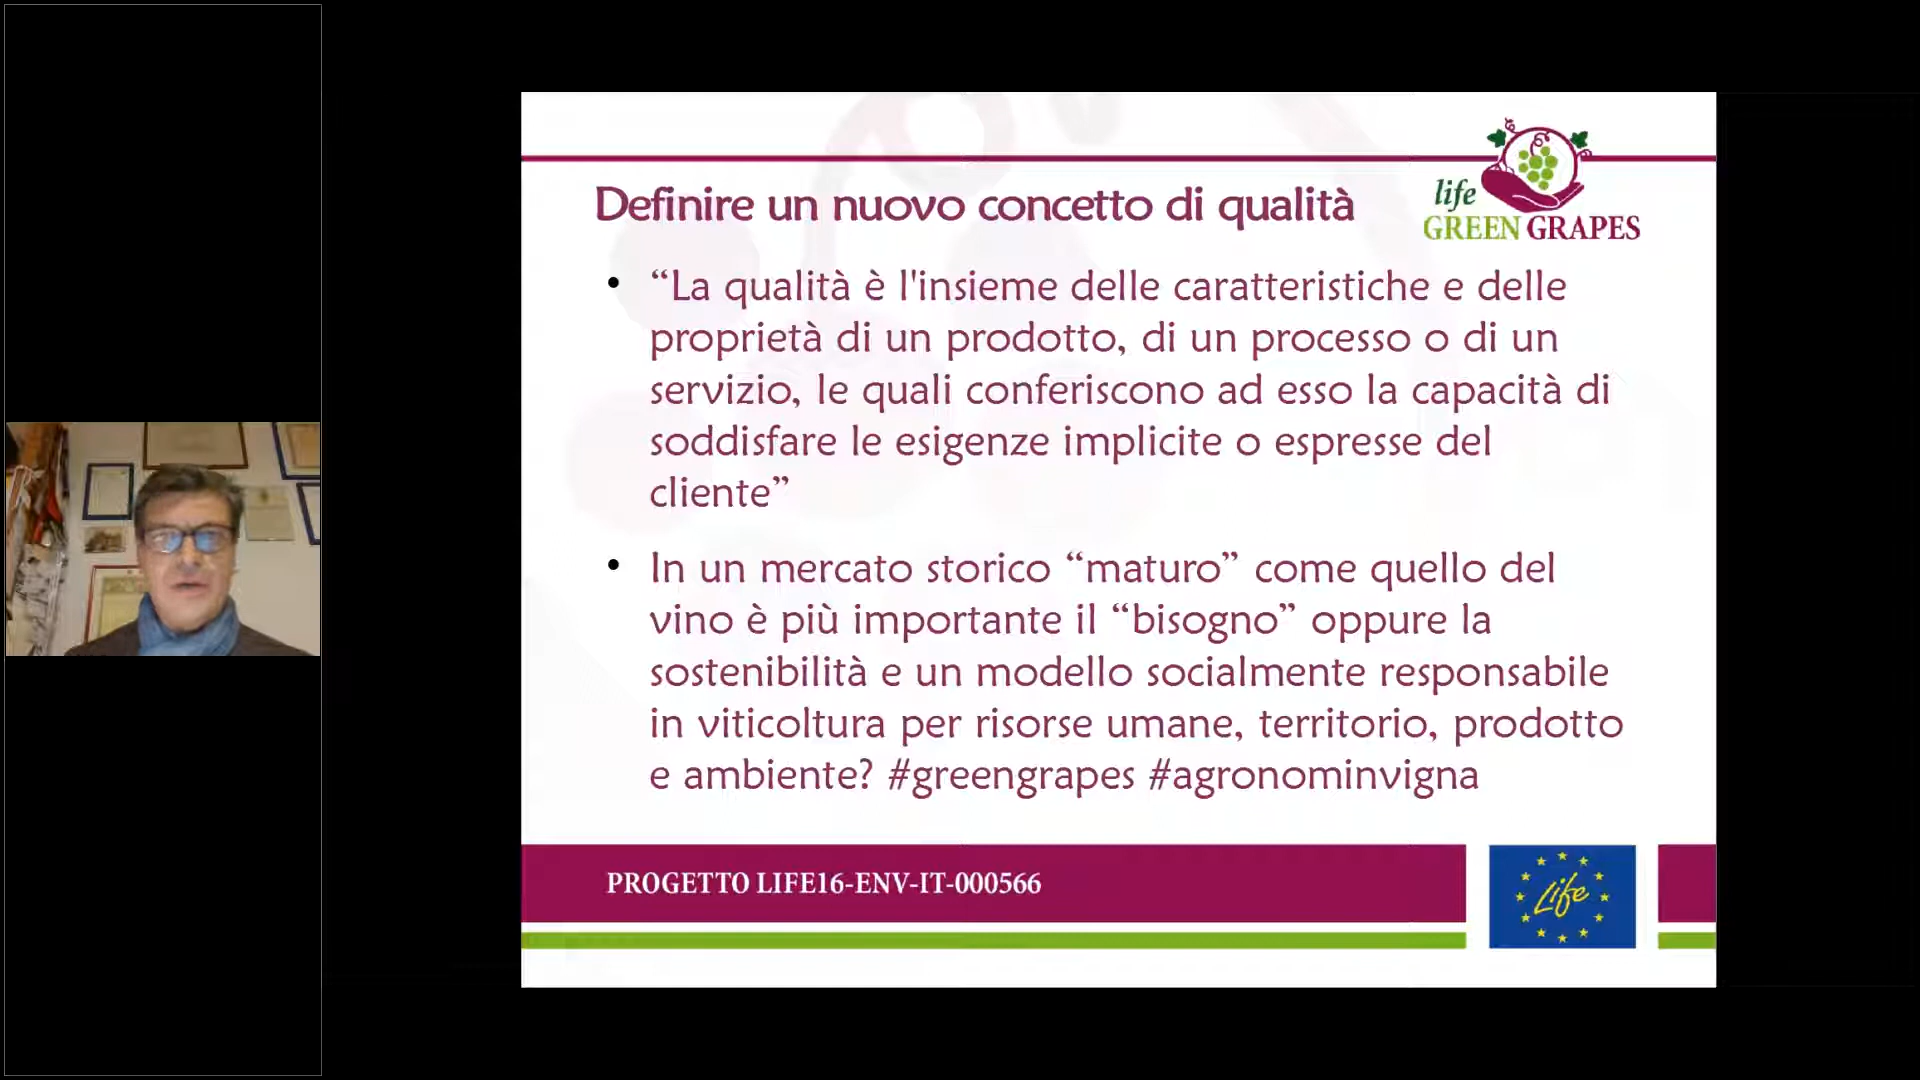 Definire un nuovo concetto di qualità
life
GREEN GRAPES
• “La qualità è l'insieme delle caratteristiche e delle
proprietà di un prodotto, di un processo o di un
servizio, le quali conferiscono ad esso la capacità di
soddisfare le esigenze implicite o espresse del
cliente”
• In un mercato storico “maturo” come quello del
vino è più importante il “bisogno” oppure la
sostenibilità e un modello socialmente responsabile
in viticoltura per risorse umane, territorio, prodotto
e ambiente? #greengrapes #agronominvigna
PROGETTO LIFE16-ENV-IT-000566
Life